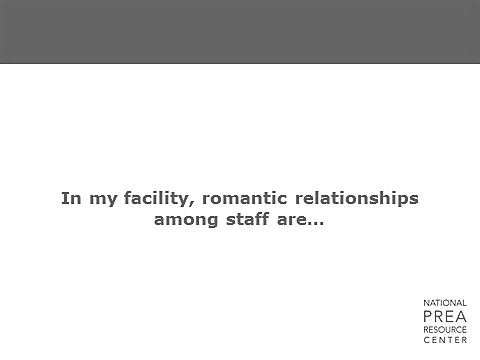 In my facility, romantic relationships
among staff are...
NATIONAL
PREA
RESOURCE
CENTER